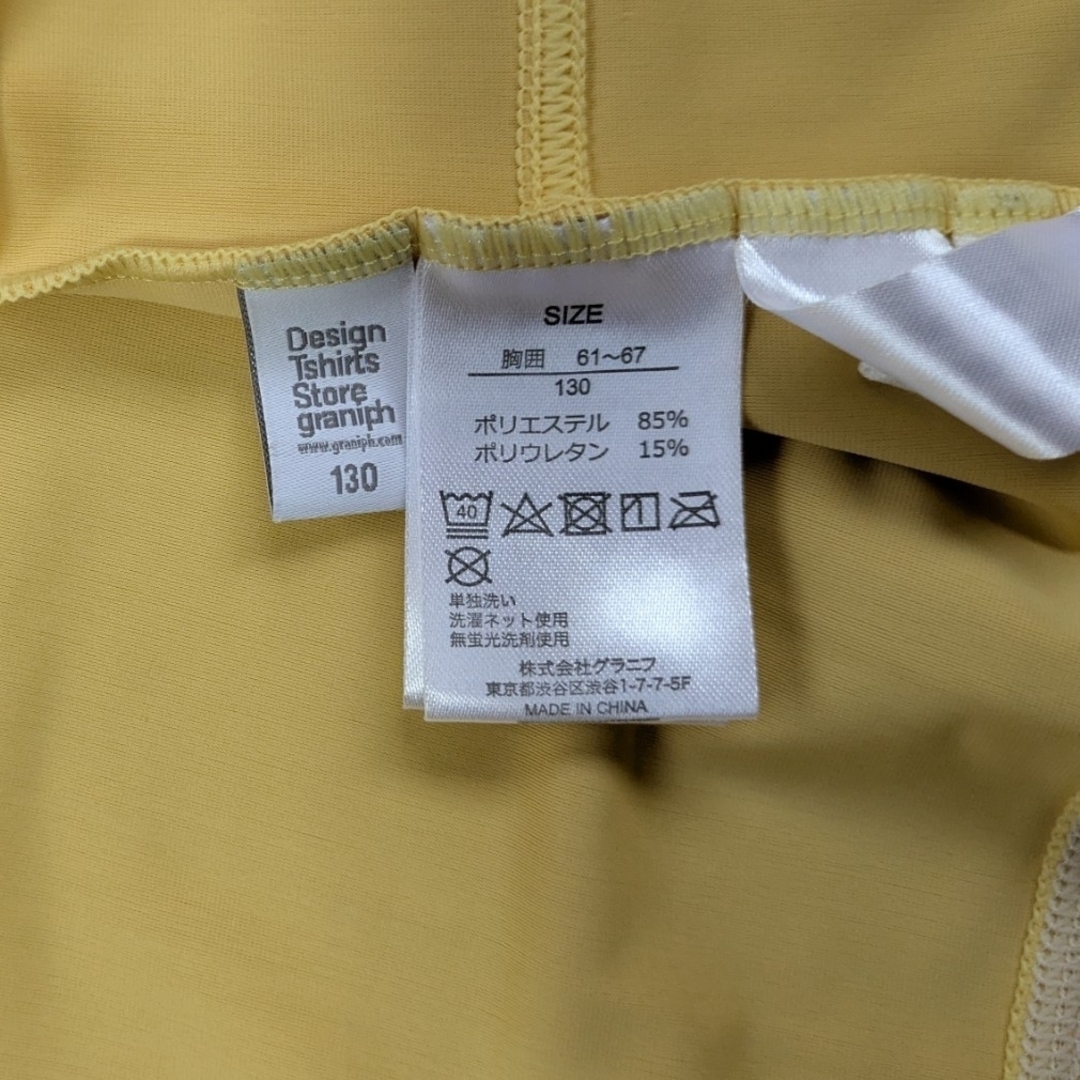 Design
Tshirts
Store
graniph
www.graniph.com
130
SIZE
胸囲 61～67
130
ポリエステル 85%
ポリウレタン 15%
40
単独洗い
洗濯ネット使用
無蛍光洗剤使用
株式会社グラニフ
東京都渋谷区渋谷1-7-7-5F
MADE IN CHINA